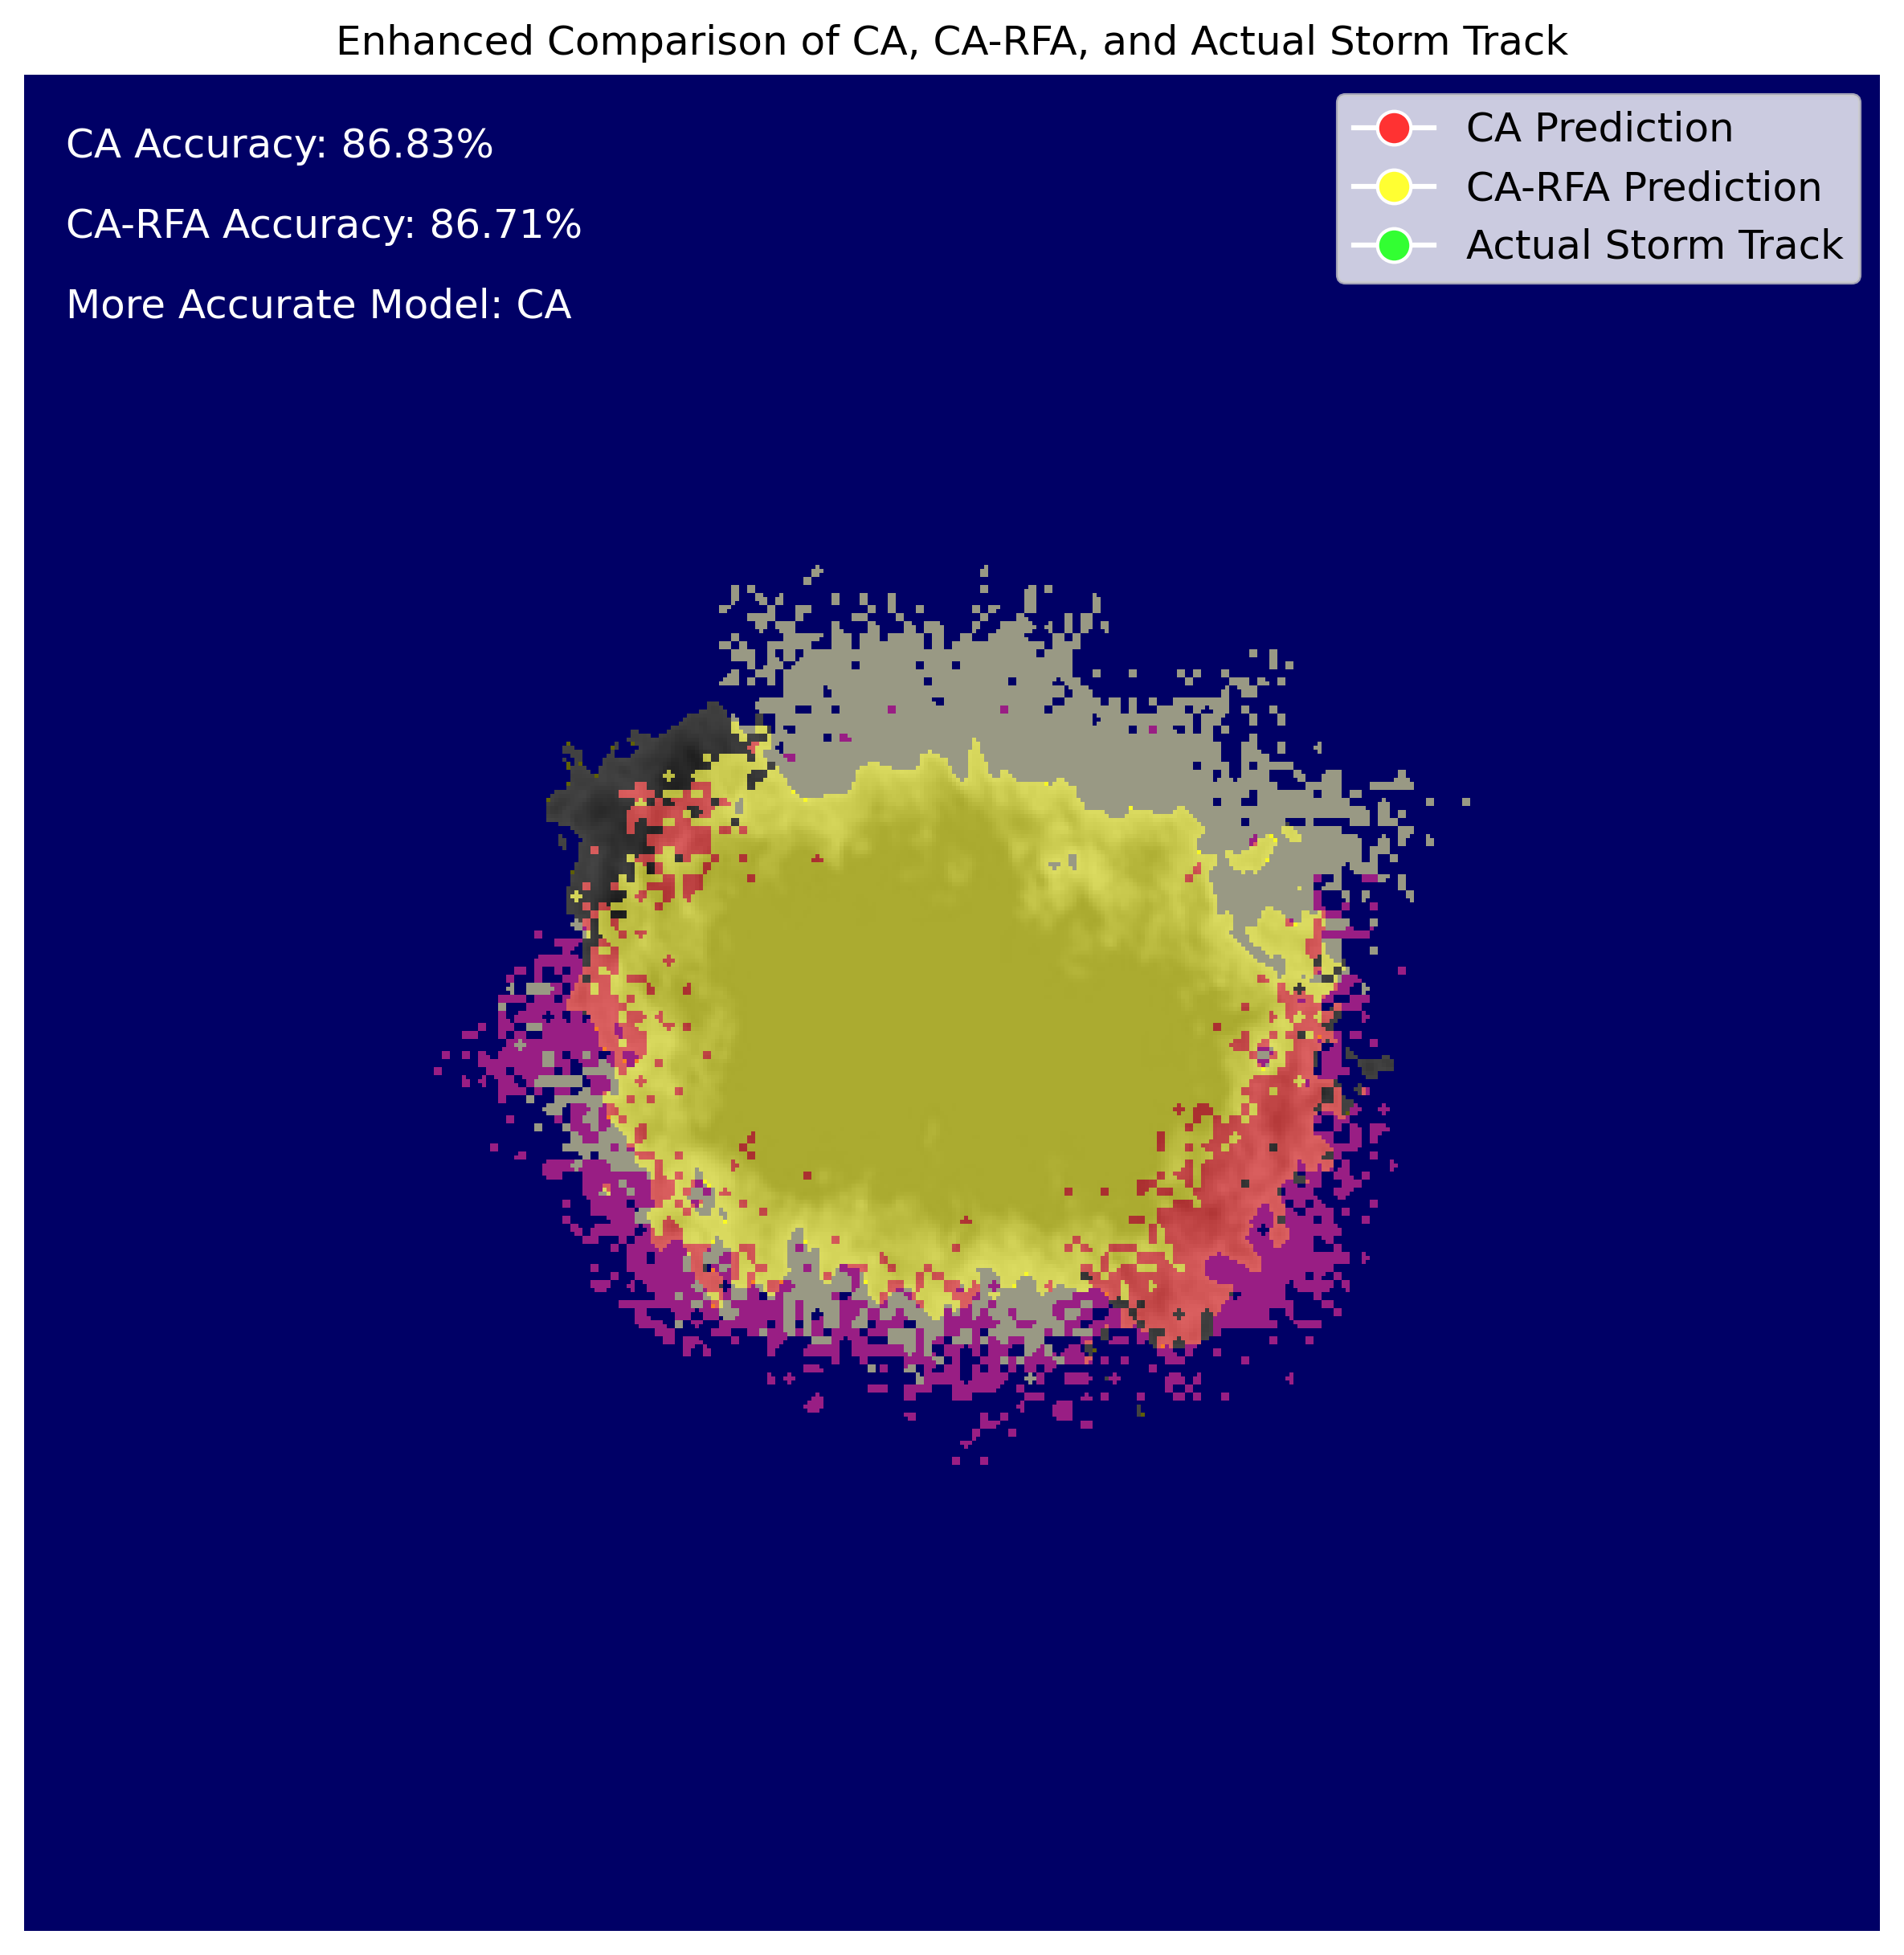 Enhanced Comparison of CA, CA-RFA, and Actual Storm Track
CA Accuracy: 86.83%
CA-RFA Accuracy: 86.71%
More Accurate Model: CA
CA Prediction
CA-RFA Prediction
Actual Storm Track